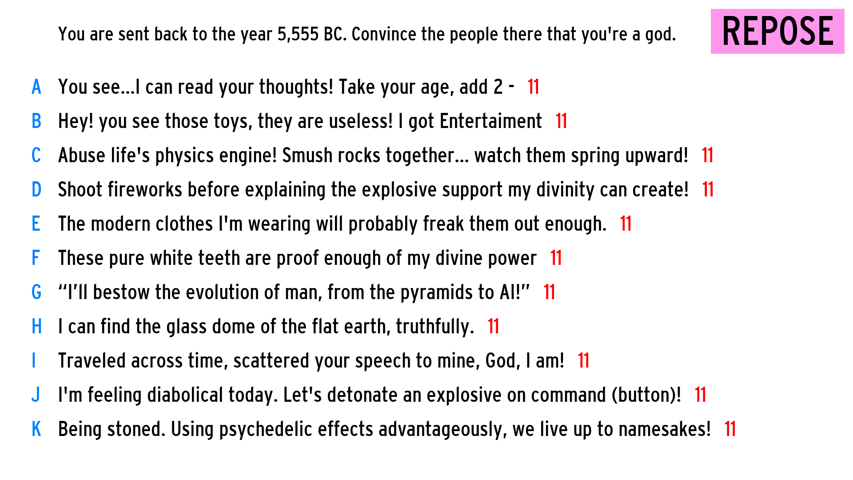 You are sent back to the year 5,555 BC. Convince the people there that you're a god.
REPOSE
A You see...I can read your thoughts! Take your age, add 2 - 11
B Hey! you see those toys, they are useless! I got Entertaiment 11
C Abuse life's physics engine! Smush rocks together... watch them spring upward! 11
D Shoot fireworks before explaining the explosive support my divinity can create! 11
E The modern clothes I'm wearing will probably freak them out enough. 11
F These pure white teeth are proof enough of my divine power 11
G “I’ll bestow the evolution of man, from the pyramids to AI!” 11
H I can find the glass dome of the flat earth, truthfully. 11
I Traveled across time, scattered your speech to mine, God, I am! 11
J I'm feeling diabolical today. Let's detonate an explosive on command (button)! 11
K Being stoned. Using psychedelic effects advantageously, we live up to namesakes! 11